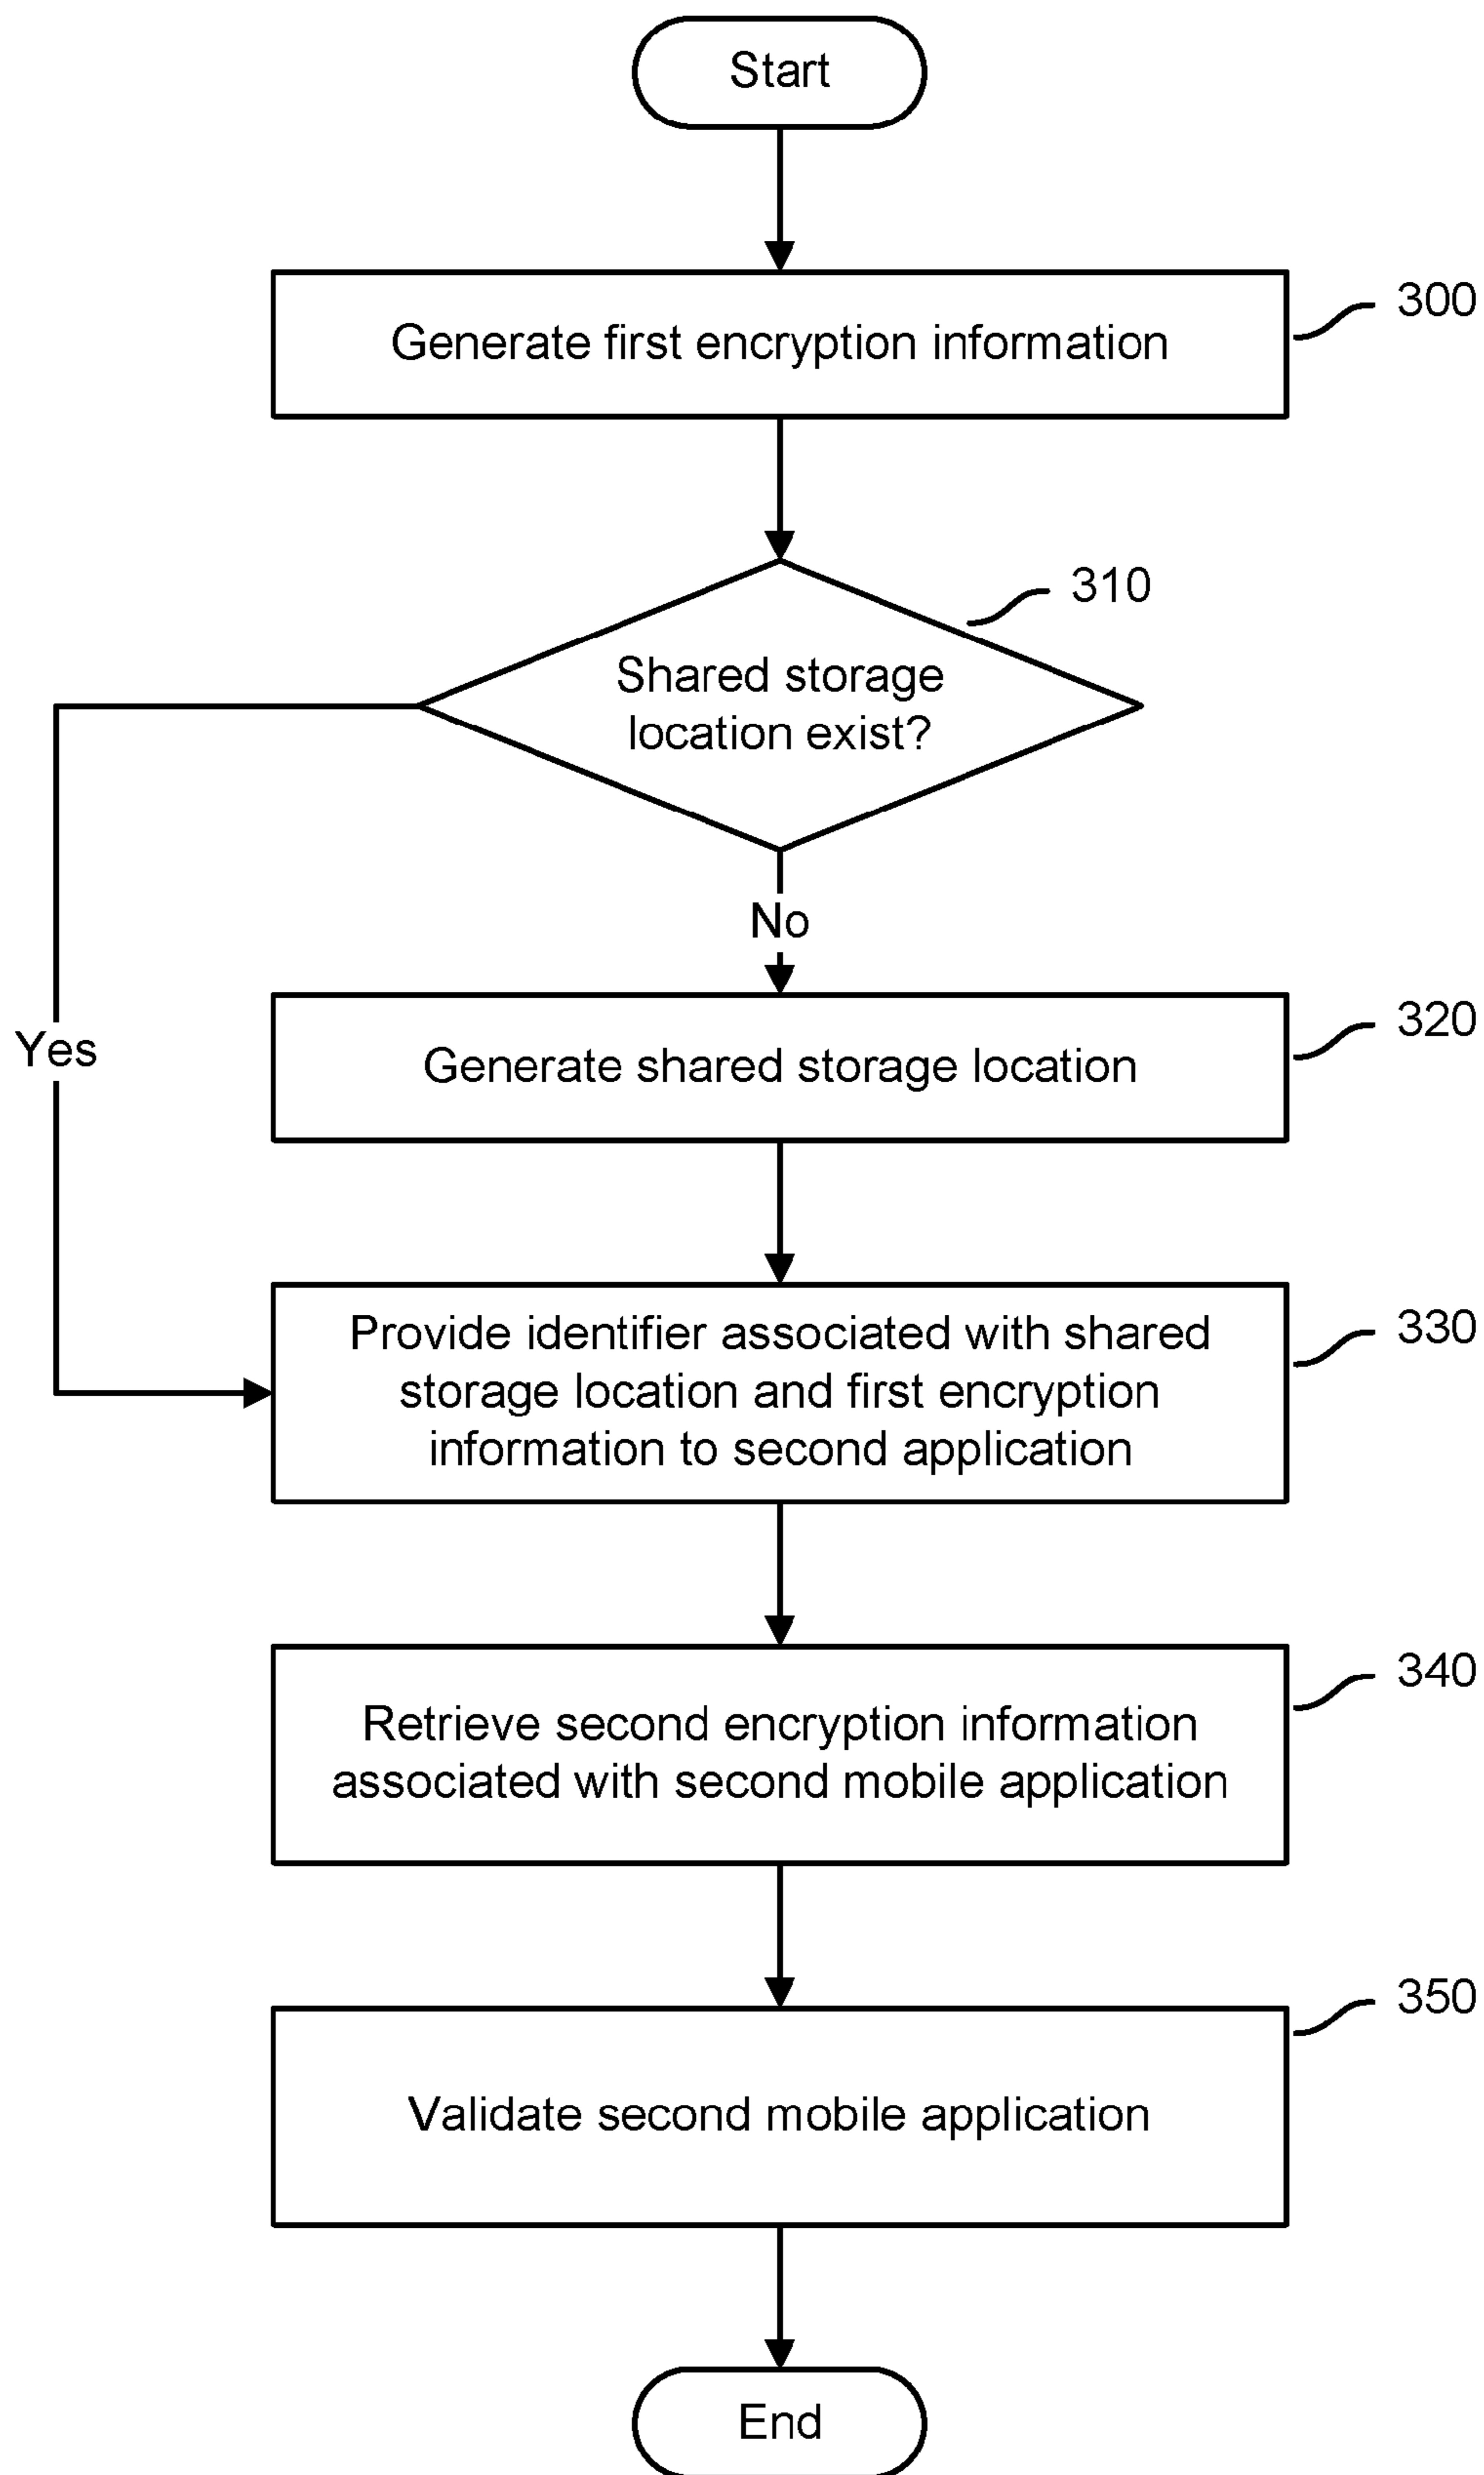 Start
Generate first encryption information
300
310
Shared storage
location exist?
No
Yes
Generate shared storage location
320
Provide identifier associated with shared
storage location and first encryption
information to second application
330
Retrieve second encryption information
associated with second mobile application
340
Validate second mobile application
350
End